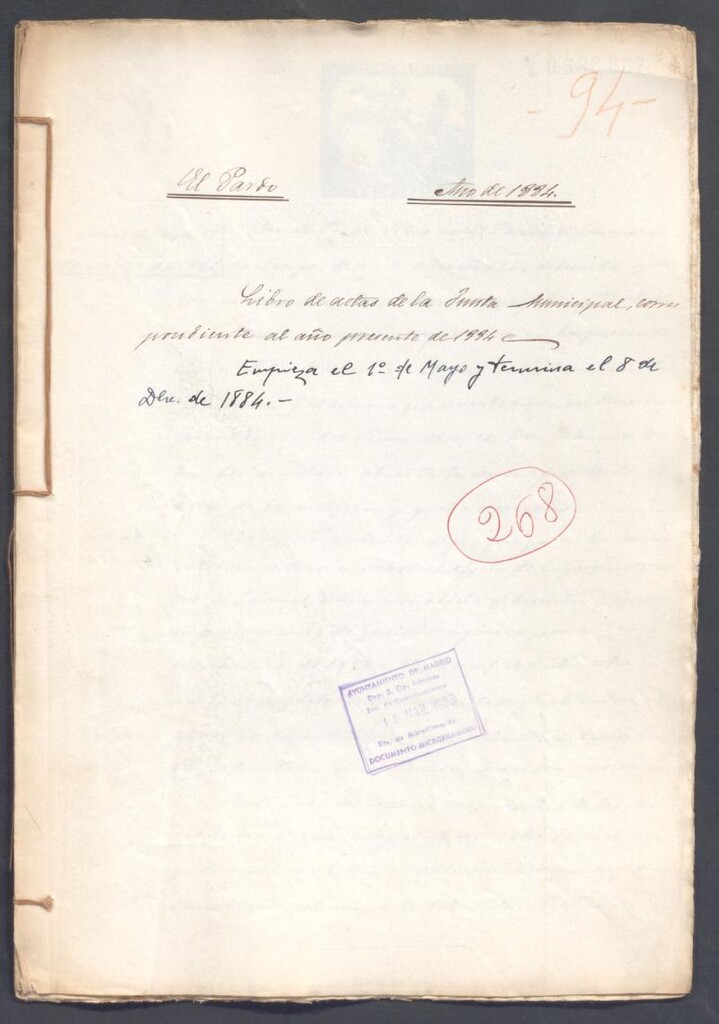 - 94 -
El Pardo Año de 1884.
Libro de actas de la Junta Municipal, corres
pondiente al año presente de 1884
Empieza el 1º de Mayo y termina el 8 de
Dbre. de 1884.-
268
AYUNTAMIENTO DE MADRID
DOCUMENTO MICROFILMADO